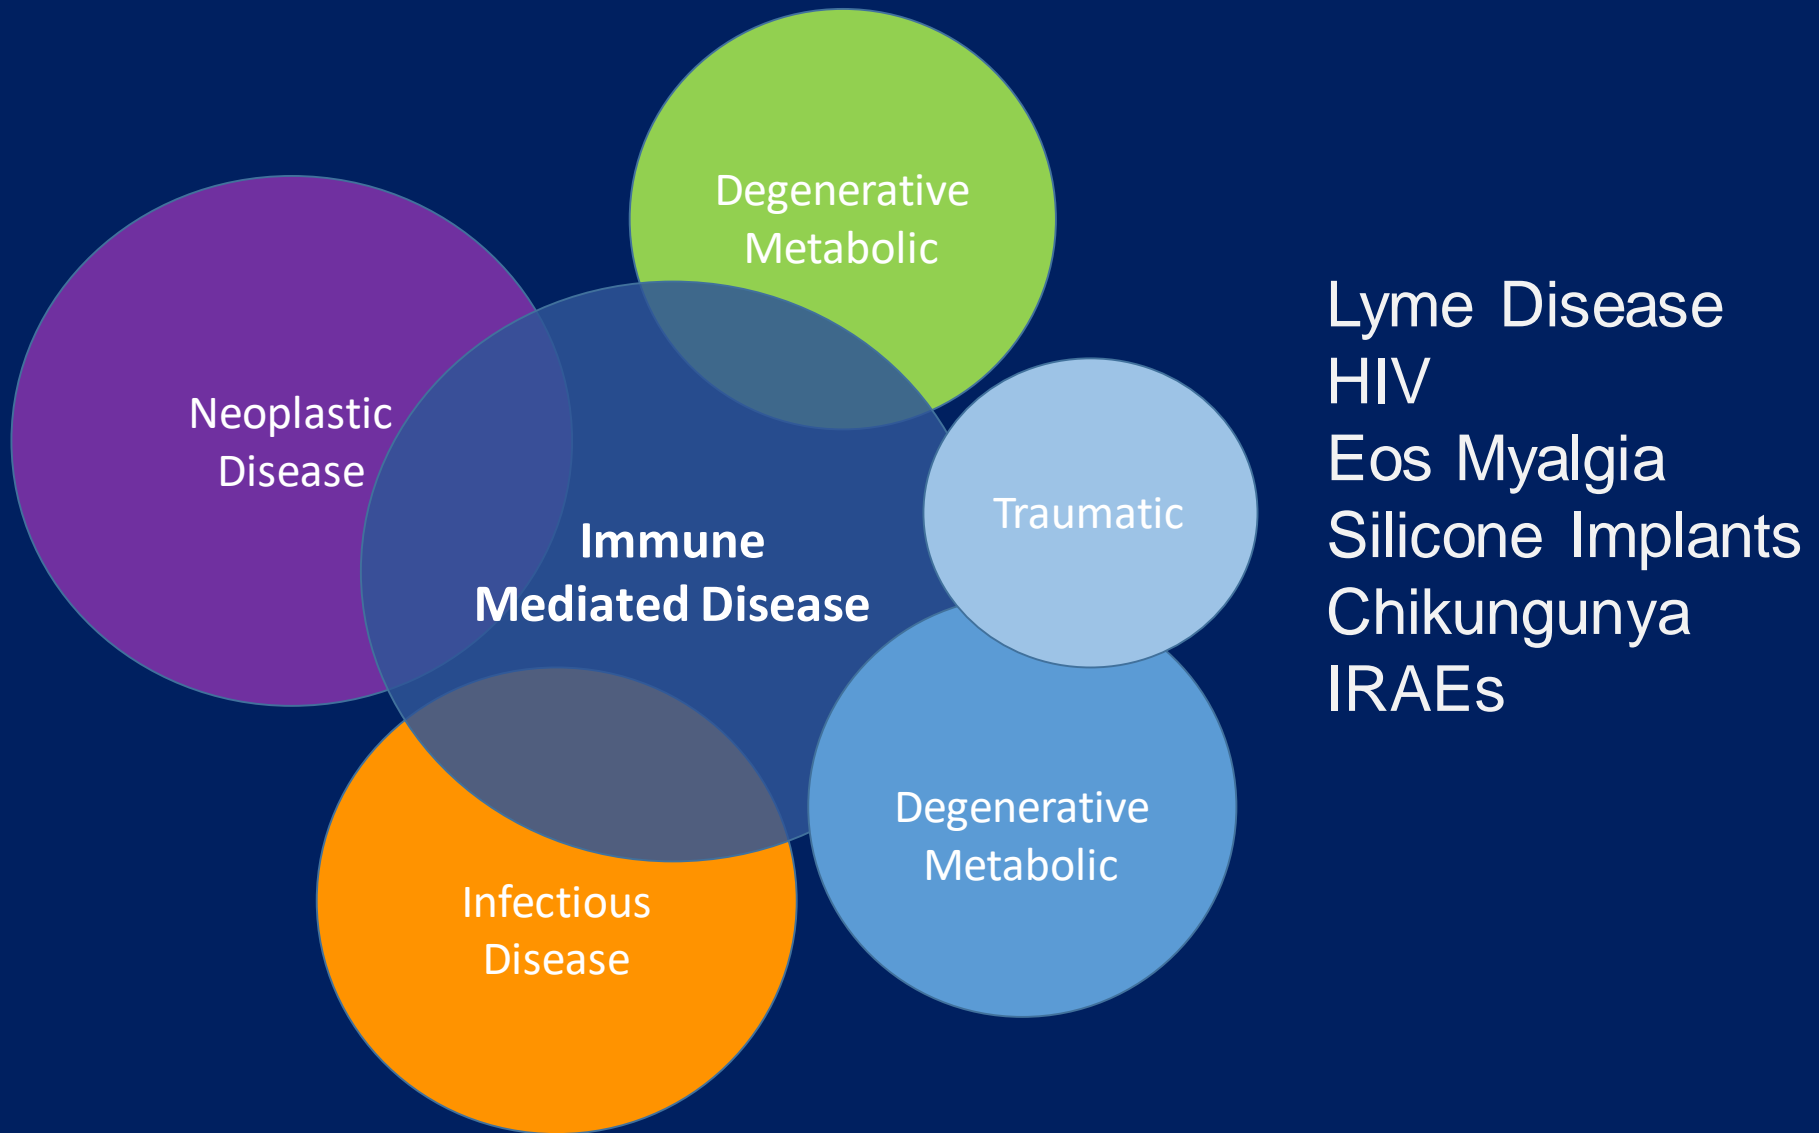 Degenerative
Metabolic
Neoplastic
Disease
Immune
Mediated Disease
Traumatic
Degenerative
Metabolic
Infectious
Disease
Lyme Disease
HIV
Eos Myalgia
Silicone Implants
Chikungunya
IRAEs